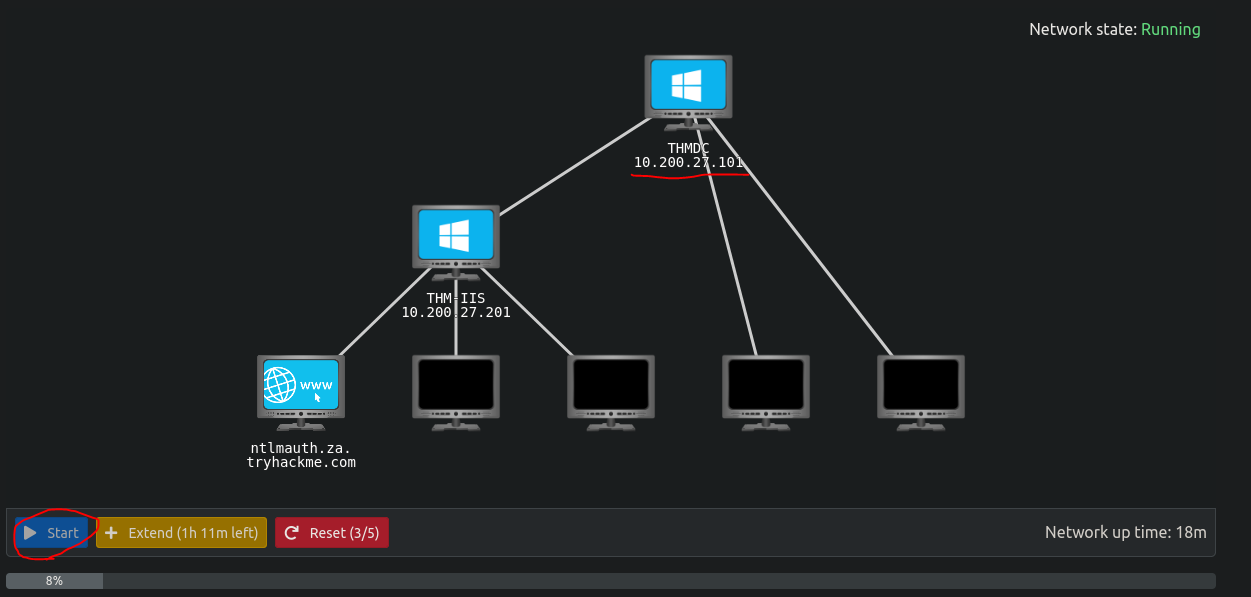 Network state: Running
THMDC
10.200.27.101
THM-IIS
10.200.27.201
www
ntlmauth.za.
tryhackme.com
Start
Extend (1h 11m left)
Reset (3/5)
Network up time: 18m
8%